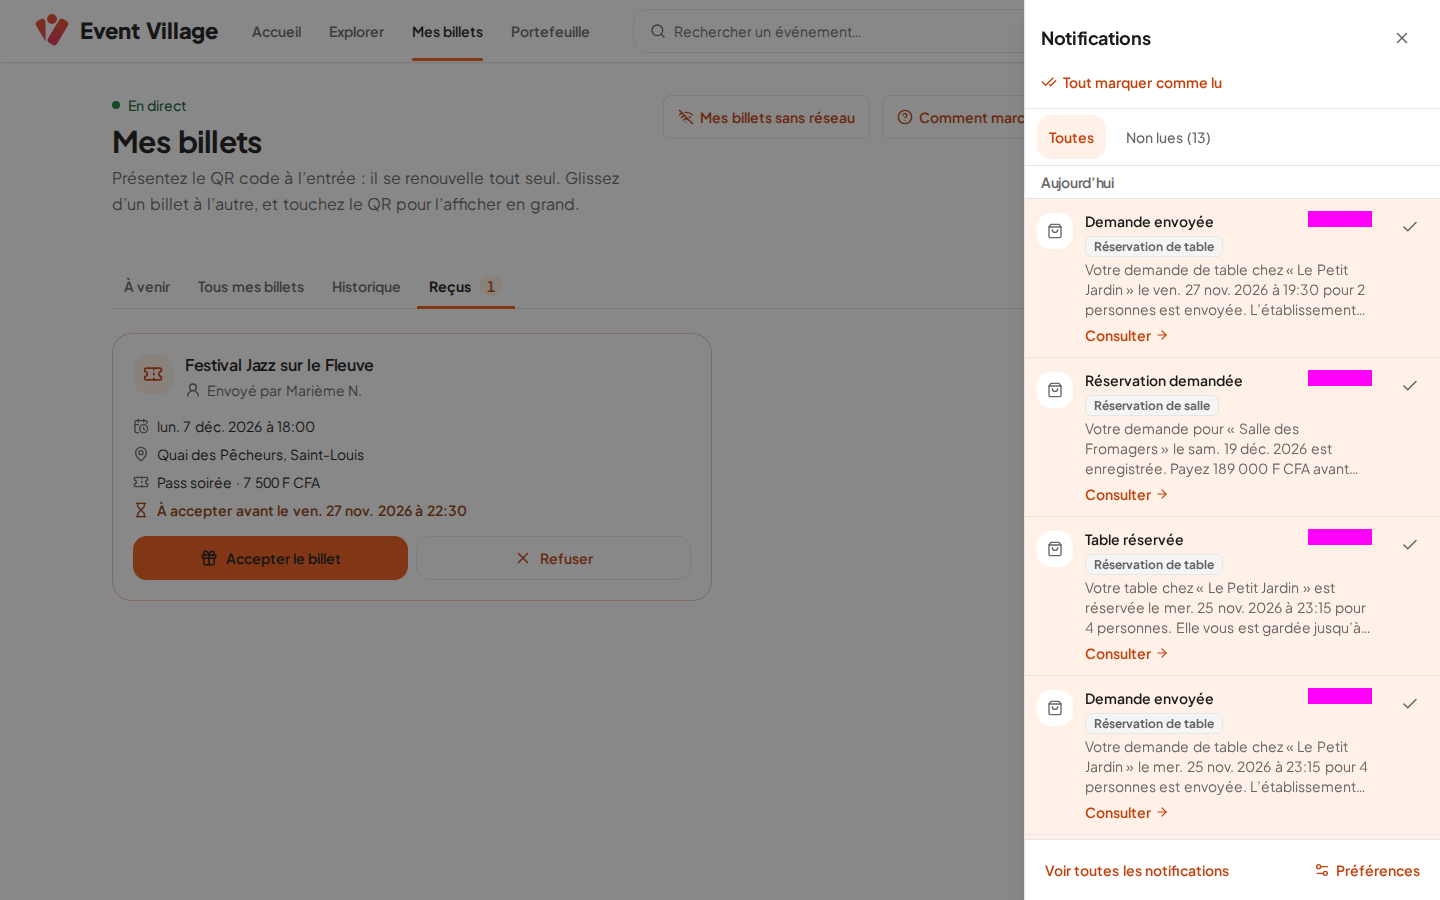 Event Village
Accueil
Explorer
Mes billets
Portefeuille
Rechercher un événement…
En direct
Mes billets
Présentez le QR code à l’entrée : il se renouvelle tout seul. Glissez
d’un billet à l’autre, et touchez le QR pour l’afficher en grand.
Mes billets sans réseau
Comment marc
À venir
Tous mes billets
Historique
Reçus 1
Festival Jazz sur le Fleuve
Envoyé par Marième N.
lun. 7 déc. 2026 à 18:00
Quai des Pêcheurs, Saint-Louis
Pass soirée · 7 500 F CFA
À accepter avant le ven. 27 nov. 2026 à 22:30
Accepter le billet
Refuser
Notifications
Tout marquer comme lu
Toutes
Non lues (13)
Aujourd’hui
Demande envoyée
Réservation de table
Votre demande de table chez « Le Petit
Jardin » le ven. 27 nov. 2026 à 19:30 pour 2
personnes est envoyée. L’établissement…
Consulter
Réservation demandée
Réservation de salle
Votre demande pour « Salle des
Fromagers » le sam. 19 déc. 2026 est
enregistrée. Payez 189 000 F CFA avant…
Consulter
Table réservée
Réservation de table
Votre table chez « Le Petit Jardin » est
réservée le mer. 25 nov. 2026 à 23:15 pour
4 personnes. Elle vous est gardée jusqu’à…
Consulter
Demande envoyée
Réservation de table
Votre demande de table chez « Le Petit
Jardin » le mer. 25 nov. 2026 à 23:15 pour 4
personnes est envoyée. L’établissement…
Consulter
Voir toutes les notifications
Préférences